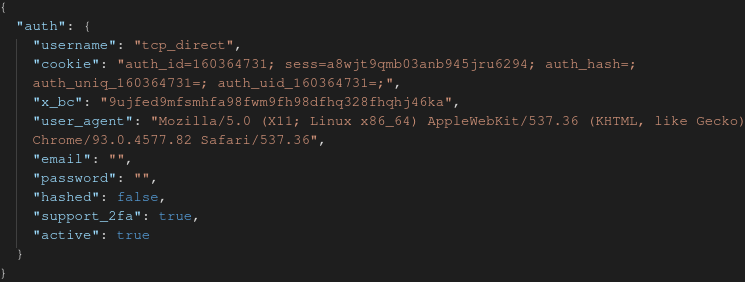 {
"auth": {
"username": "tcp_direct",
"cookie": "auth_id=160364731; sess=a8wjt9qmb03anb945jru6294; auth_hash=;
auth_uniq_160364731=; auth_uid_160364731=;",
"x_bc": "9ujfed9mfsmhfa98fwm9fh98dfhq328fhqhj46ka",
"user_agent": "Mozilla/5.0 (X11; Linux x86_64) AppleWebKit/537.36 (KHTML, like Gecko)
Chrome/93.0.4577.82 Safari/537.36",
"email": "",
"password": "",
"hashed": false,
"support_2fa": true,
"active": true
}
}